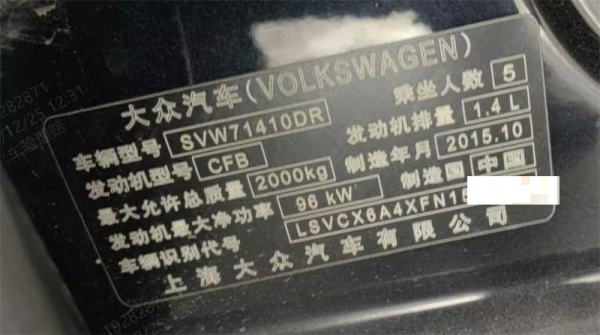 大众汽车(VOLKSWAGEN)
车辆型号 SVW71410DR 乘坐人数 5
发动机型号 CFB 发动机排量 1.4 L
最大允许总质量 2000kg 制造年月 2015.10
发动机最大净功率 96 kW 制造国 中国
车辆识别代号 LSVCX6A4XFN1
上海大众汽车有限公司